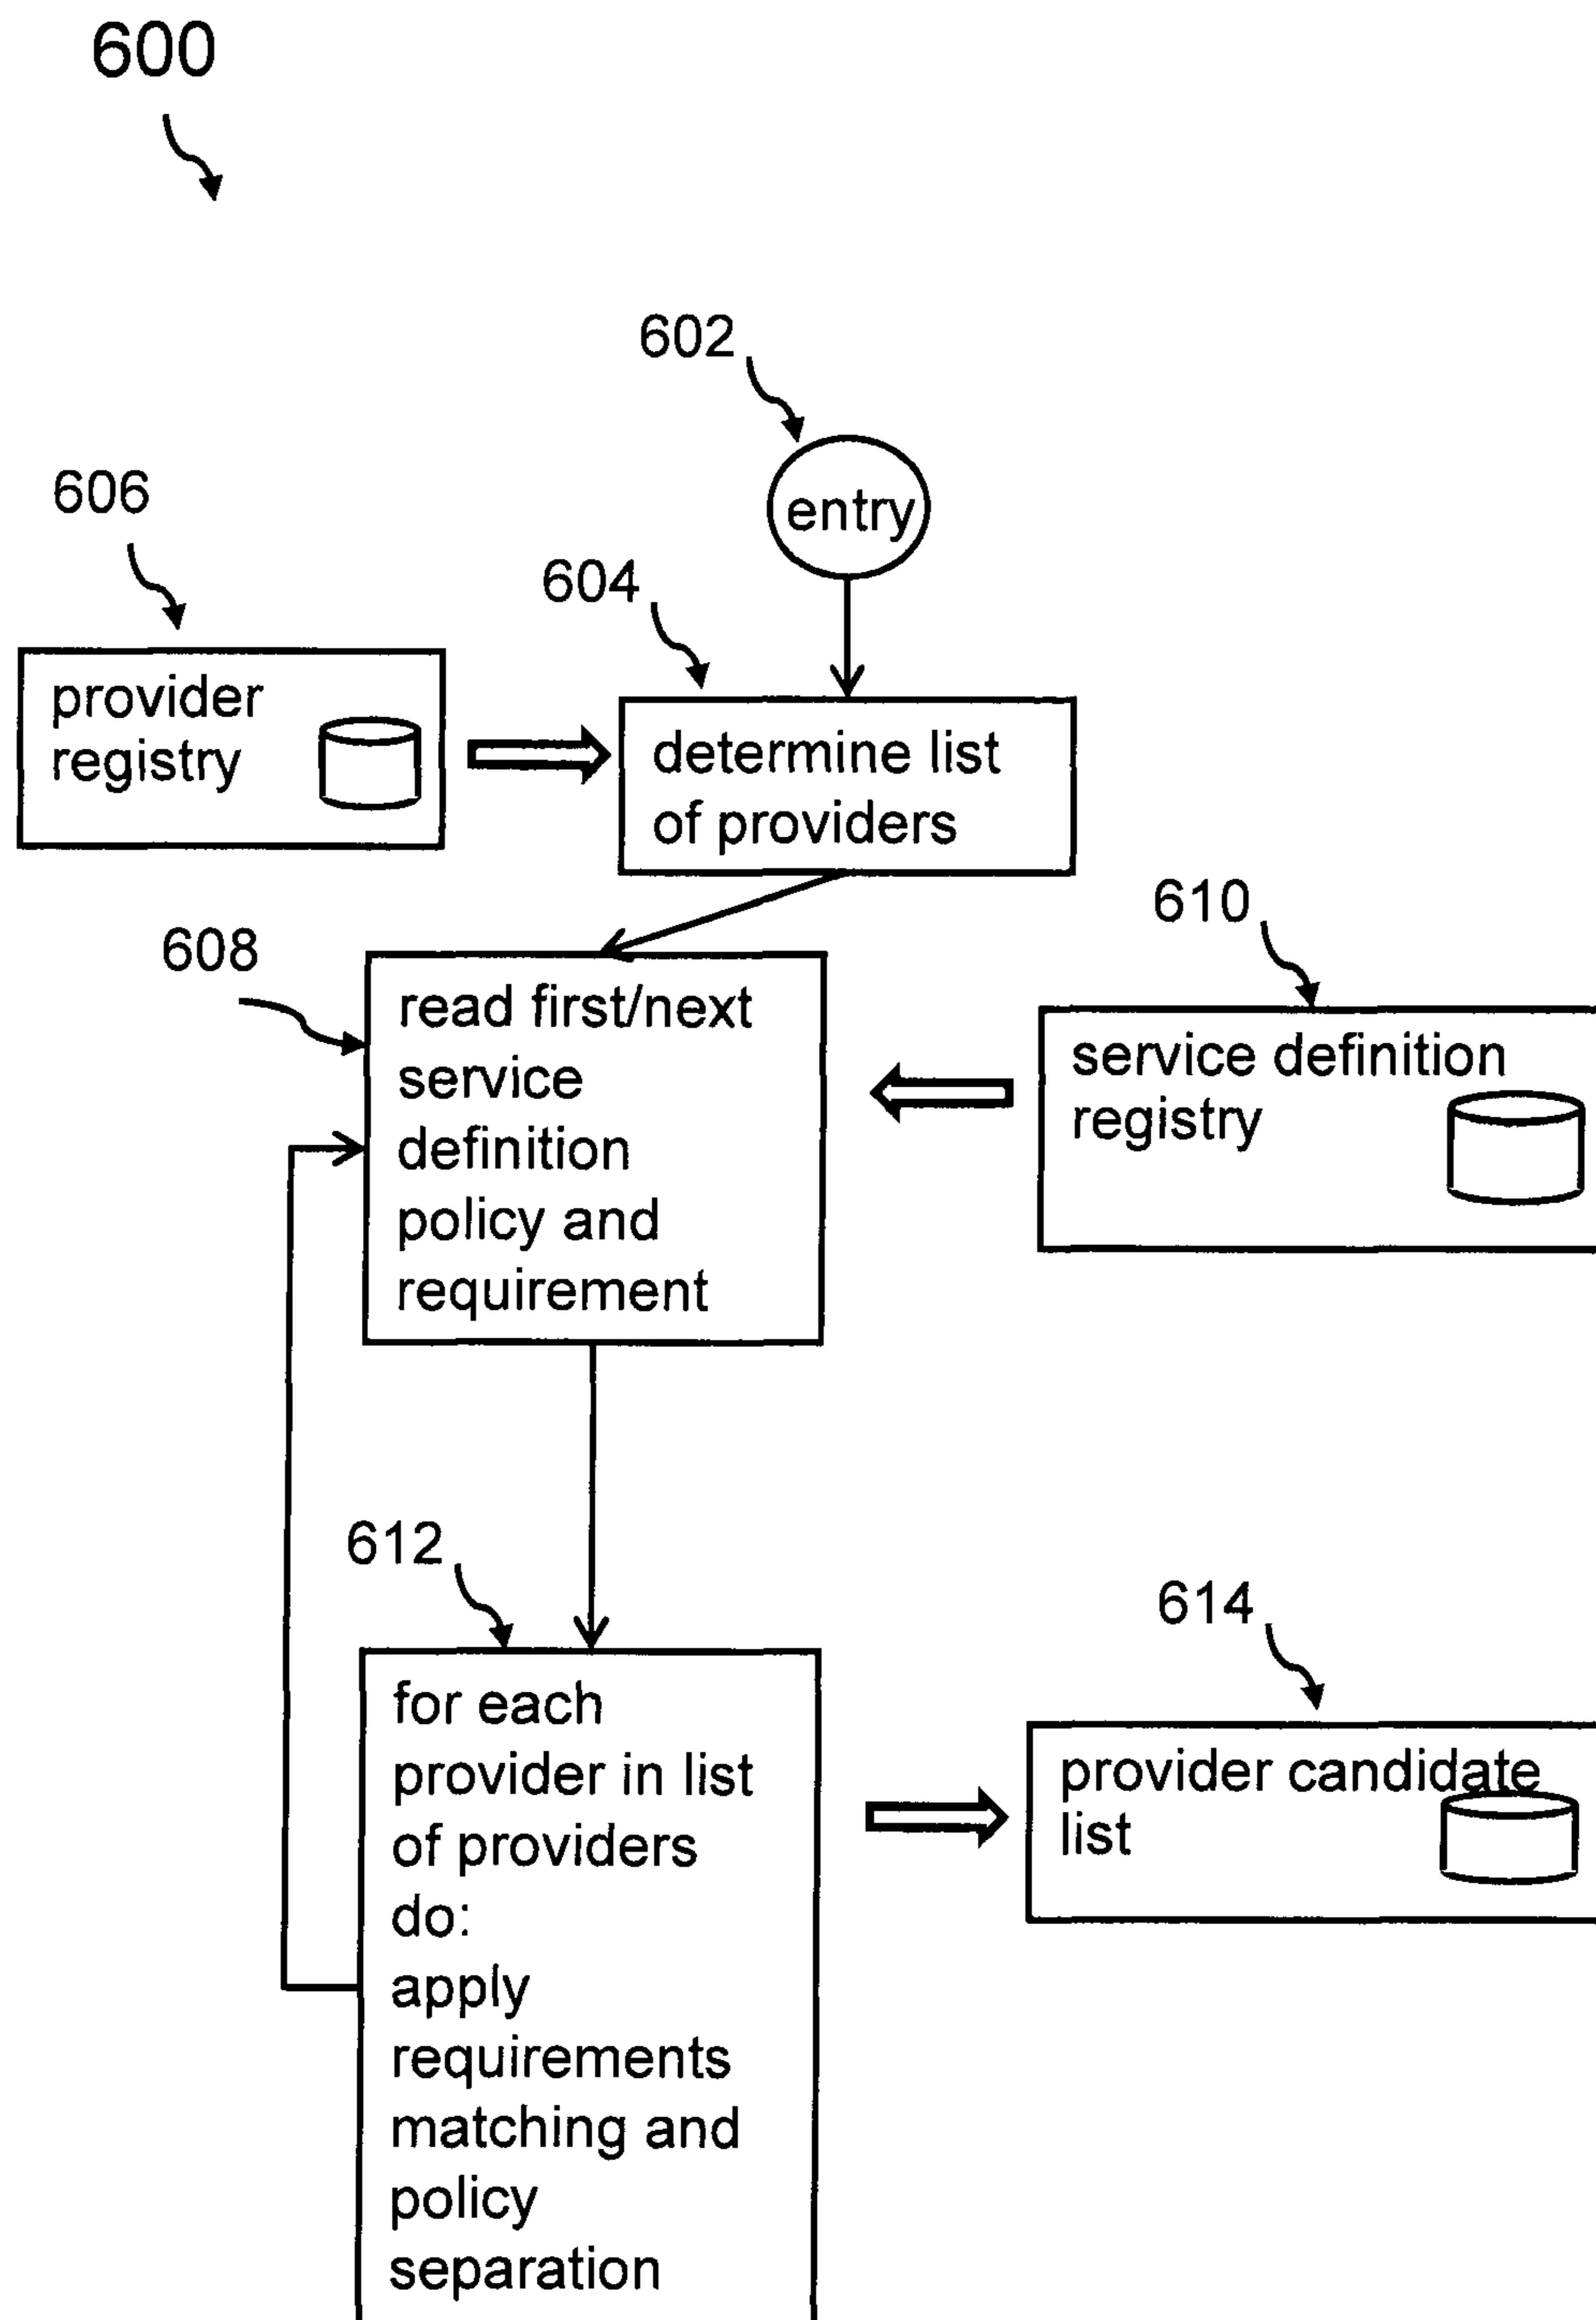 600
602
entry
606
604
provider
registry
determine list
of providers
608
610
read first/next
service
definition
policy and
requirement
service definition
registry
612
614
for each
provider in list
of providers
do:
apply
requirements
matching and
policy
separation
provider candidate
list